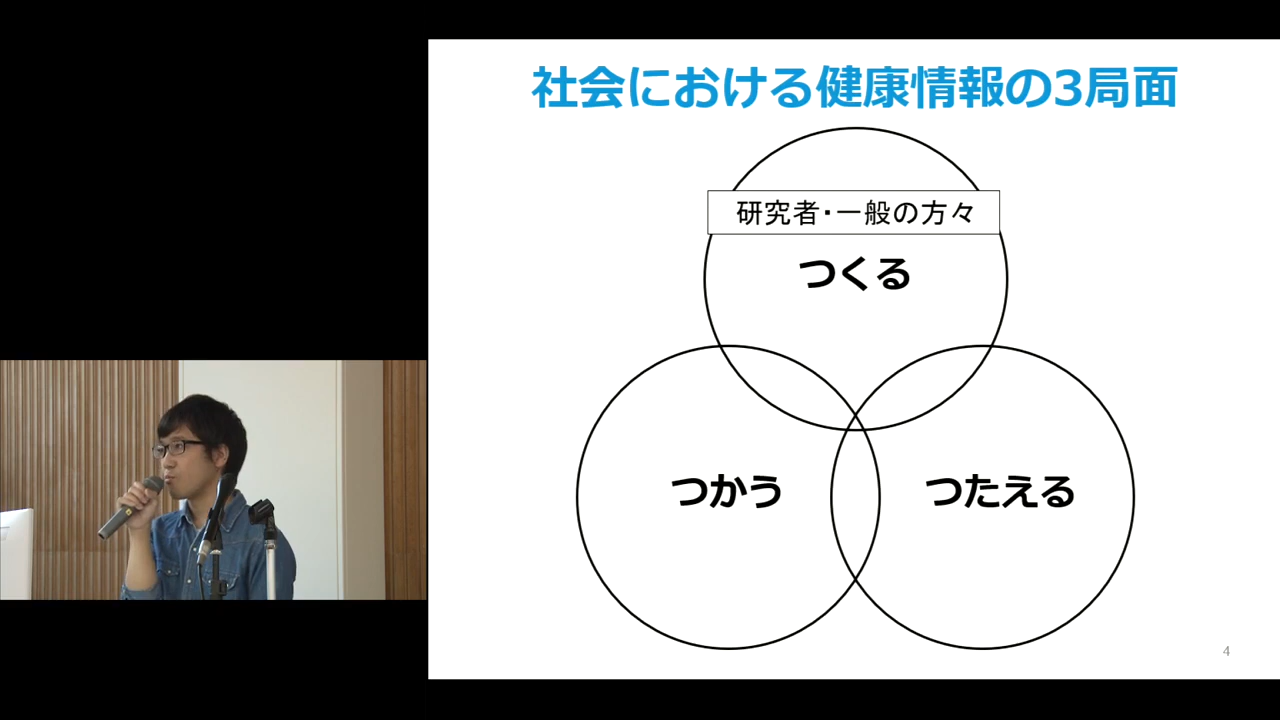 社会における健康情報の3局面
研究者・一般の方々
つくる
つかう
つたえる
4